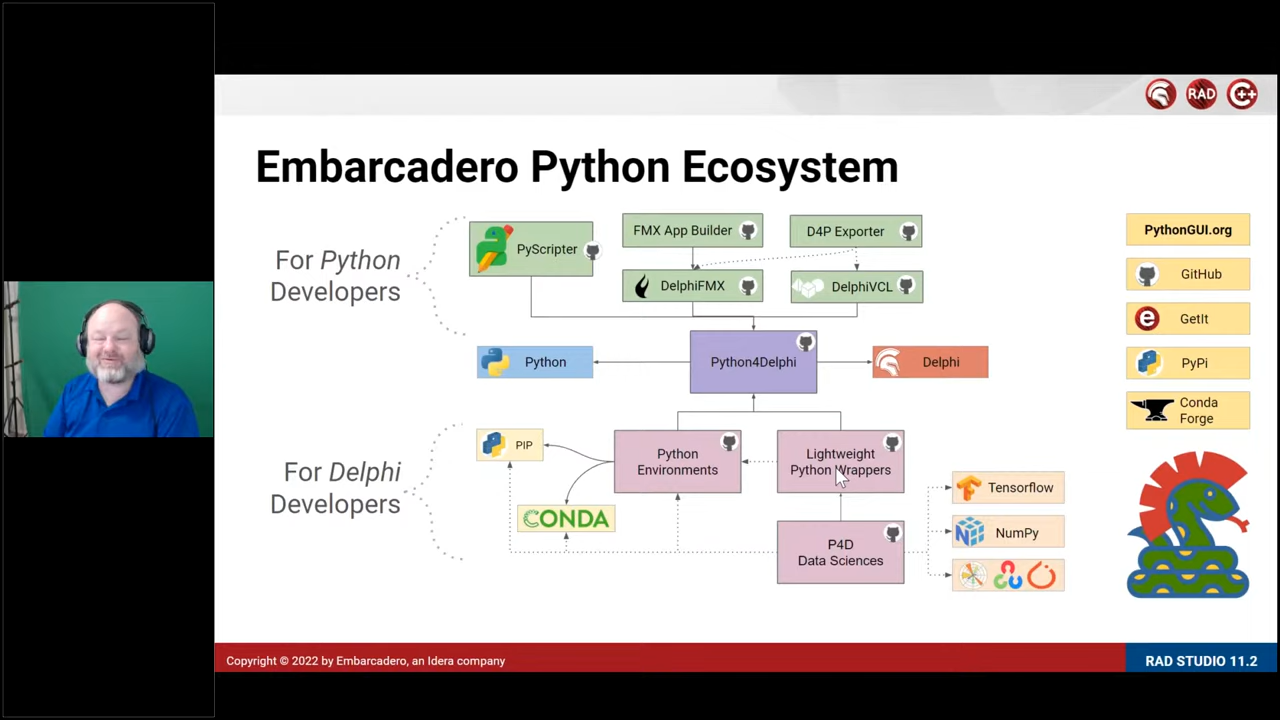 RAD
C++
Embarcadero Python Ecosystem
For Python
Developers
PyScripter
FMX App Builder
D4P Exporter
DelphiFMX
DelphiVCL
Python
Python4Delphi
Delphi
For Delphi
Developers
PIP
CONDA
Python
Environments
Lightweight
Python Wrappers
P4D
Data Sciences
Tensorflow
NumPy
PythonGUI.org
GitHub
e
GetIt
PyPi
Conda
Forge
Copyright © 2022 by Embarcadero, an Idera company
RAD STUDIO 11.2